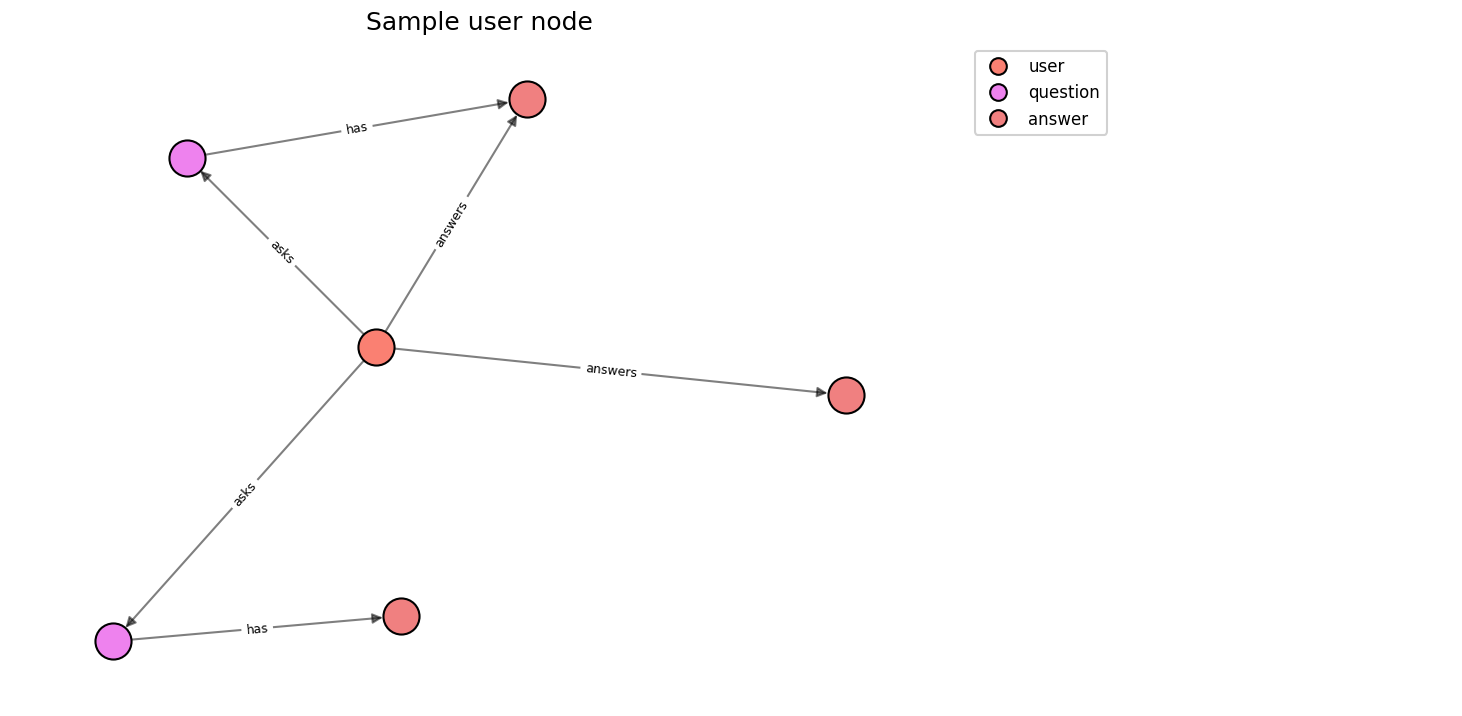 Sample user node
user
question
answer
has
answers
asks
answers
asks
has